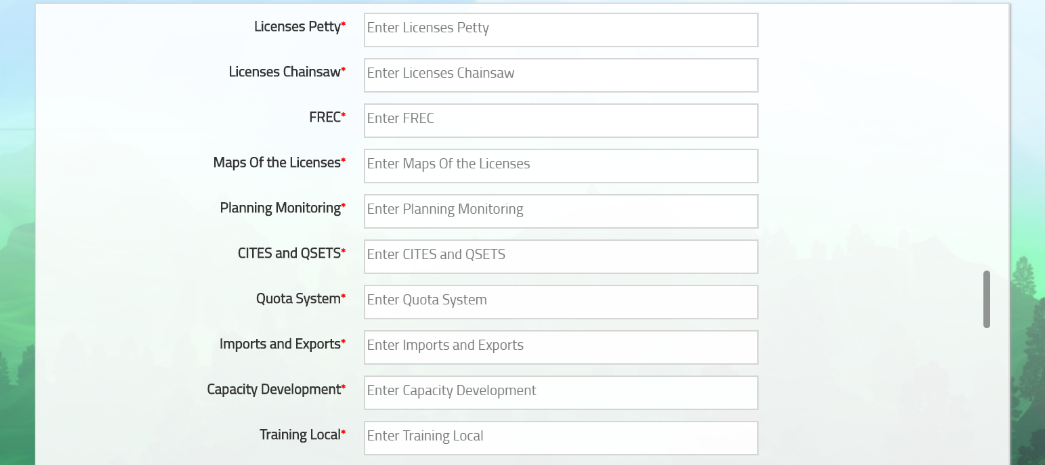 Licenses Petty* Enter Licenses Petty
Licenses Chainsaw* Enter Licenses Chainsaw
FREC* Enter FREC
Maps Of the Licenses* Enter Maps Of the Licenses
Planning Monitoring* Enter Planning Monitoring
CITES and QSETS* Enter CITES and QSETS
Quota System* Enter Quota System
Imports and Exports* Enter Imports and Exports
Capacity Development* Enter Capacity Development
Training Local* Enter Training Local